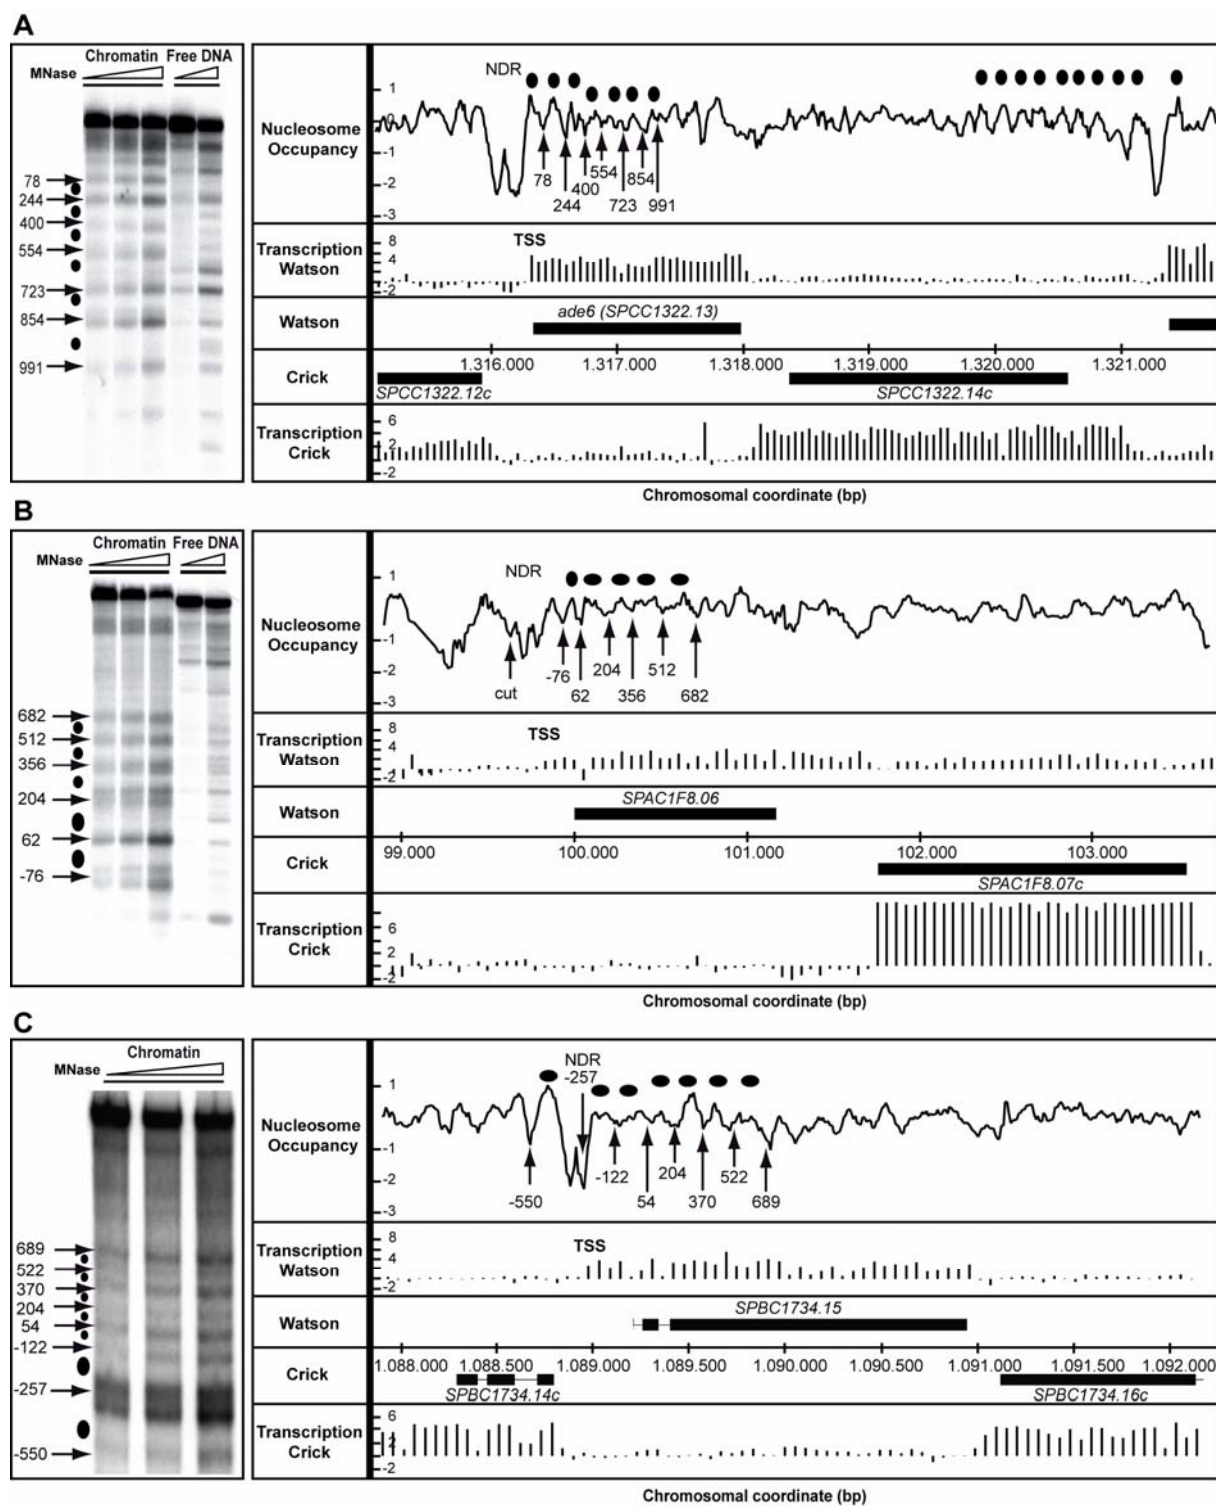 A
Chromatin Free DNA
MNase
78
244
400
554
723
854
991
NDR
Nucleosome
Occupancy
1
0
-1
-2
-3
78
244
400
554
723
854
991
Transcription
Watson
TSS
8
4
-2
Watson
ade6 (SPCC1322.13)
1.316.000 1.317.000 1.318.000 1.319.000 1.320.000 1.321.000
Crick
SPCC1322.12c SPCC1322.14c
Transcription
Crick
6
2
-2
Chromosomal coordinate (bp)
B
Chromatin Free DNA
MNase
682
512
356
204
62
-76
NDR
Nucleosome
Occupancy
1
-1
-2
-3
cut
-76
62
204
356
512
682
Transcription
Watson
TSS
8
4
-2
Watson
SPAC1F8.06
99.000 100.000 101.000 102.000 103.000
Crick
SPAC1F8.07c
Transcription
Crick
6
2
-2
Chromosomal coordinate (bp)
C
Chromatin
MNase
689
522
370
204
54
-122
-257
-550
NDR
-257
Nucleosome
Occupancy
1
-1
-2
-3
-550
-122
54
204
370
522
689
Transcription
Watson
TSS
8
4
0
Watson
SPBC1734.15
1.088.000 1.088.500 1.089.000 1.089.500 1.090.000 1.090.500 1.091.000 1.091.500 1.092.000
Crick
SPBC1734.14c SPBC1734.16c
Transcription
Crick
6
2
-2
Chromosomal coordinate (bp)